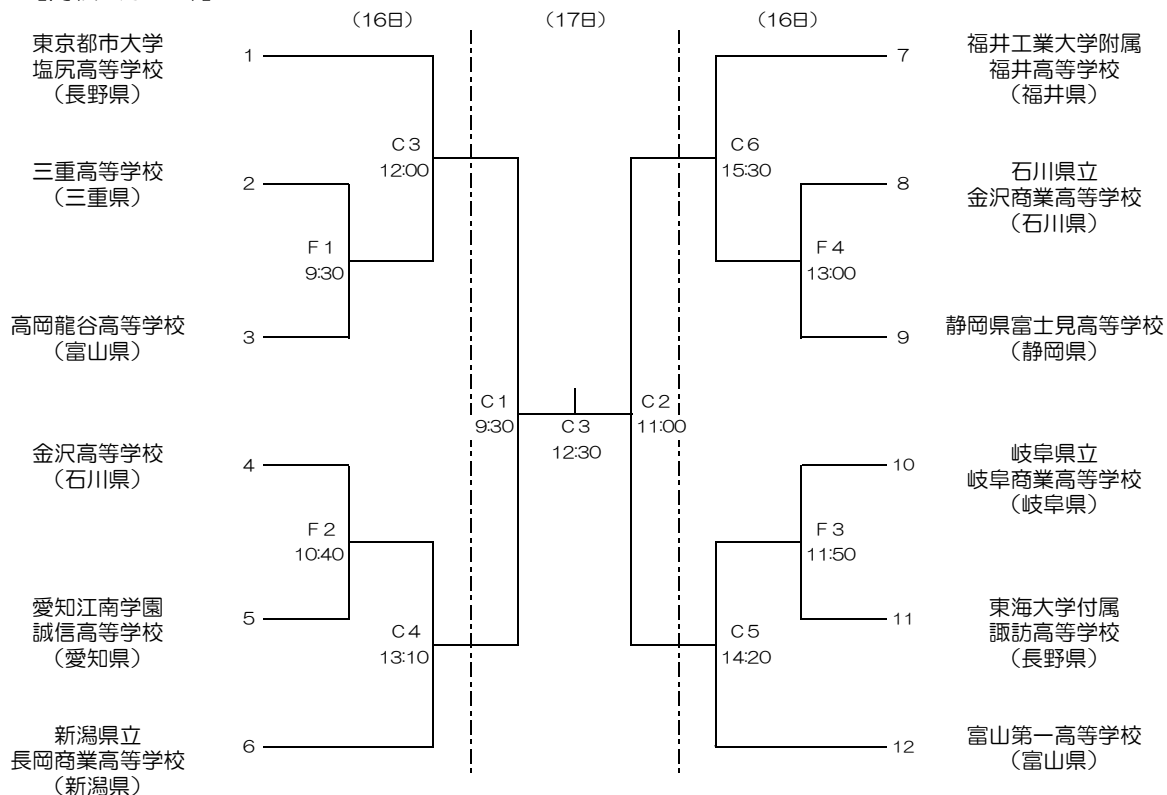 （16日）
（17日）
（16日）
東京都市大学
塩尻高等学校
（長野県）
1
三重高等学校
（三重県）
2
高岡龍谷高等学校
（富山県）
3
金沢高等学校
（石川県）
4
愛知江南学園
誠信高等学校
（愛知県）
5
新潟県立
長岡商業高等学校
（新潟県）
6
F１
9:30
F２
10:40
C３
12:00
C４
13:10
C１
9:30
C３
12:30
C２
11:00
C６
15:30
C５
14:20
F４
13:00
F３
11:50
7
福井工業大学附属
福井高等学校
（福井県）
8
石川県立
金沢商業高等学校
（石川県）
9
静岡県富士見高等学校
（静岡県）
10
岐阜県立
岐阜商業高等学校
（岐阜県）
11
東海大学付属
諏訪高等学校
（長野県）
12
富山第一高等学校
（富山県）